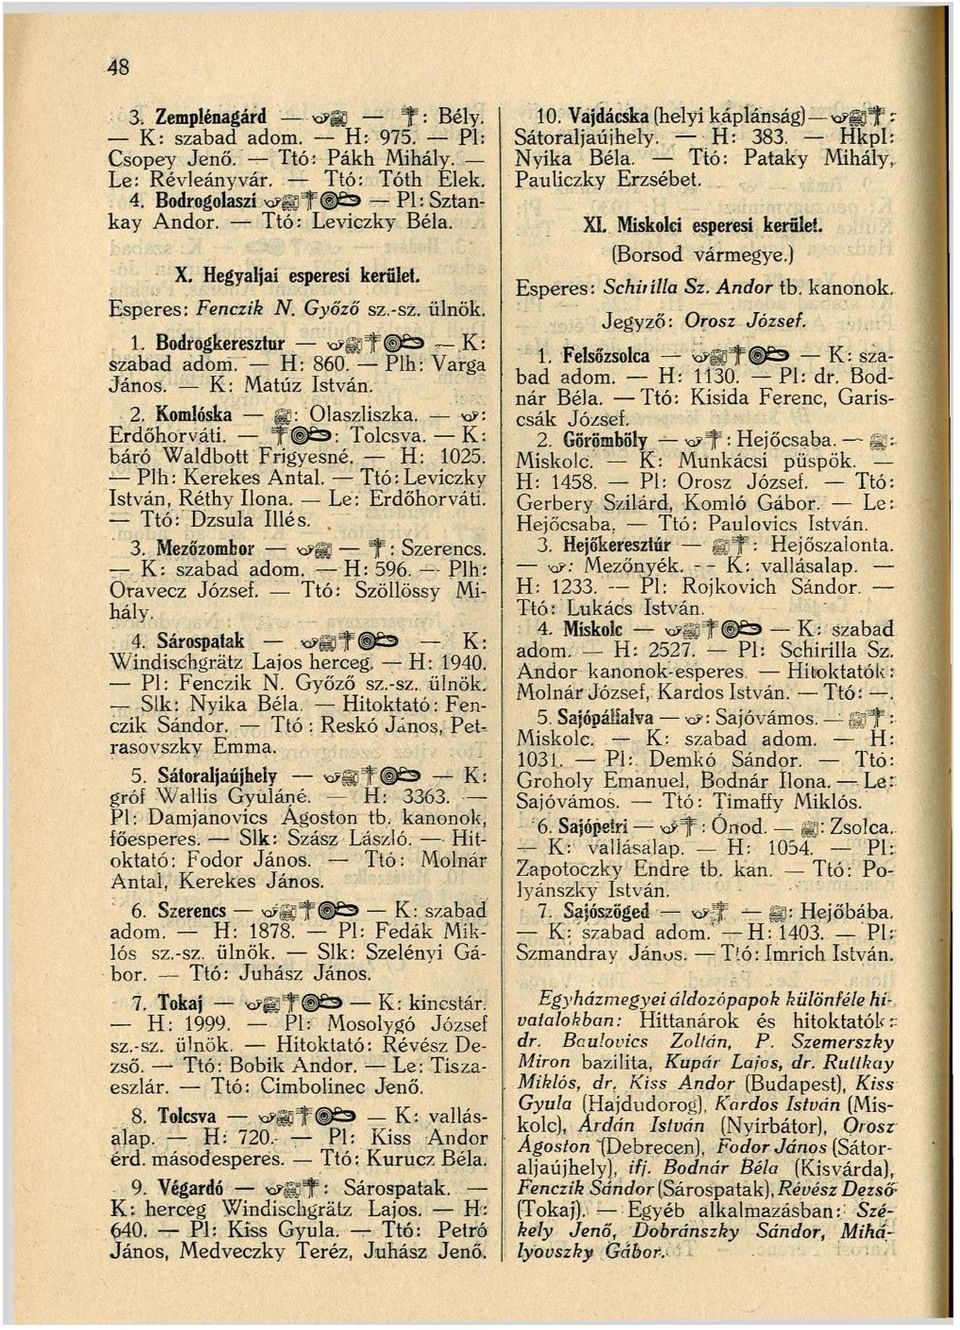 48
3. Zemplénagárd — — : Bély.
— K: szabad adom. — H: 975. — Pl:
Csopey Jenő. — Ttó: Pákh Mihály. —
Le: Révleányvár. — Ttó: Tóth Elek.
4. Bodrogolaszi — Pl: Sztan-
kay Andor. — Ttó: Leviczky Béla.
X. Hegyaljai esperesi kerület.
Esperes: Fenczik N. Győző sz.-sz. ülnök.
1. Bodrogkeresztur — — K:
szabad adom. — H: 860. — Plh: Varga
János. — K: Matúz István.
2. Komlóska — : Olaszliszka. — :
Erdőhorváti. — : Tolcsva. — K:
báró Waldbott Frigyesné. — H: 1025.
— Plh: Kerekes Antal. — Ttó: Leviczky
István, Réthy Ilona. — Le: Erdőhorváti.
— Ttó: Dzsula Illés.
3. Mezőzombor — — : Szerencs.
— K: szabad adom. — H: 596. — Plh:
Oravecz József. — Ttó: Szöllössy Mi-
hály.
4. Sárospatak — — K:
Windischgrätz Lajos herceg. — H: 1940.
— Pl: Fenczik N. Győző sz.-sz. ülnök.
— Slk: Nyika Béla. — Hitoktató: Fen-
czik Sándor. — Ttó: Reskó János, Pet-
rasovszky Emma.
5. Sátoraljaújhely — — K:
gróf Wallis Gyuláné. — H: 3363. —
Pl: Damjanovics Ágoston tb. kanonok,
főesperes. — Slk: Szász László. — Hit-
oktató: Fodor János. — Ttó: Molnár
Antal, Kerekes János.
6. Szerencs — — K: szabad
adom. — H: 1878. — Pl: Fedák Mik-
lós sz.-sz. ülnök. — Slk: Szelényi Gá-
bor. — Ttó: Juhász János.
7. Tokaj — — K: kincstár.
— H: 1999. — Pl: Mosolygó József
sz.-sz. ülnök. — Hitoktató: Révész De-
zső. — Ttó: Bobik Andor. — Le: Tisza-
eszlár. — Ttó: Cimbolinec Jenő.
8. Tolcsva — — K: vallás-
alap. — H: 720. — Pl: Kiss Andor
érd. másodesperes. — Ttó: Kurucz Béla.
9. Végardó — : Sárospatak. —
K: herceg Windischgrätz Lajos. — H:
640. — Pl: Kiss Gyula. — Ttó: Petró
János, Medveczky Teréz, Juhász Jenő.
10. Vajdácska (helyi káplánság) — :
Sátoraljaújhely. — H: 383. — Hkpl:
Nyika Béla. — Ttó: Pataky Mihály,
Pauliczky Erzsébet.
XI. Miskolci esperesi kerület.
(Borsod vármegye.)
Esperes: Schirilla Sz. Andor tb. kanonok.
Jegyző: Orosz József.
1. Felsőzsolca — — K: sza-
bad adom. — H: 1130. — Pl: dr. Bod-
nár Béla. — Ttó: Kisida Ferenc, Garis-
csák József.
2. Görömböly — : Hejőcsaba. — :
Miskolc. — K: Munkácsi püspök. —
H: 1458. — Pl: Orosz József. — Ttó:
Gerbery Szilárd, Komló Gábor. — Le:
Hejőcsaba. — Ttó: Paulovics István.
3. Hejőkeresztúr — : Hejőszalonta.
— : Mezőnyék. -- K: vallásalap. —
H: 1233. — Pl: Rojkovich Sándor. —
Ttó: Lukács István.
4. Miskolc — — K: szabad
adom. — H: 2527. — Pl: Schirilla Sz.
Andor kanonok-esperes. — Hitoktatók:
Molnár József, Kardos István. — Ttó: —.
5. Sajópálfalva — : Sajóvámos. — :
Miskolc. — K: szabad adom. — H:
1031. — Pl: Demkó Sándor. — Ttó:
Groholy Emanuel, Bodnár Ilona. — Le:
Sajóvámos. — Ttó: Timaffy Miklós.
6. Sajópetri — : Ónod. — : Zsolca.
— K: vallásalap. — H: 1054. — Pl:
Zapotoczky Endre tb. kan. — Ttó: Po-
lyánszky István.
7. Sajószöged — — : Hejőbába.
— K: szabad adom. — H: 1403. — Pl:
Szmandray János. — Ttó: Imrich István.
Egyházmegyei áldozópapok különféle hi-
vatalokban: Hittanárok és hitoktatók:
dr. Baulovics Zoltán, P. Szemerszky
Miron bazilita, Kupár Lajos, dr. Ruttkay
Miklós, dr. Kiss Andor (Budapest), Kiss
Gyula (Hajdudorog), Kardos István (Mis-
kolc), Árdán István (Nyírbátor), Orosz
Ágoston (Debrecen), Fodor János (Sátor-
aljaújhely), ifj. Bodnár Béla (Kisvárda),
Fenczik Sándor (Sárospatak), Révész Dezső
(Tokaj). — Egyéb alkalmazásban: Szé-
kely Jenő, Dobránszky Sándor, Mihá-
lyovszky Gábor.